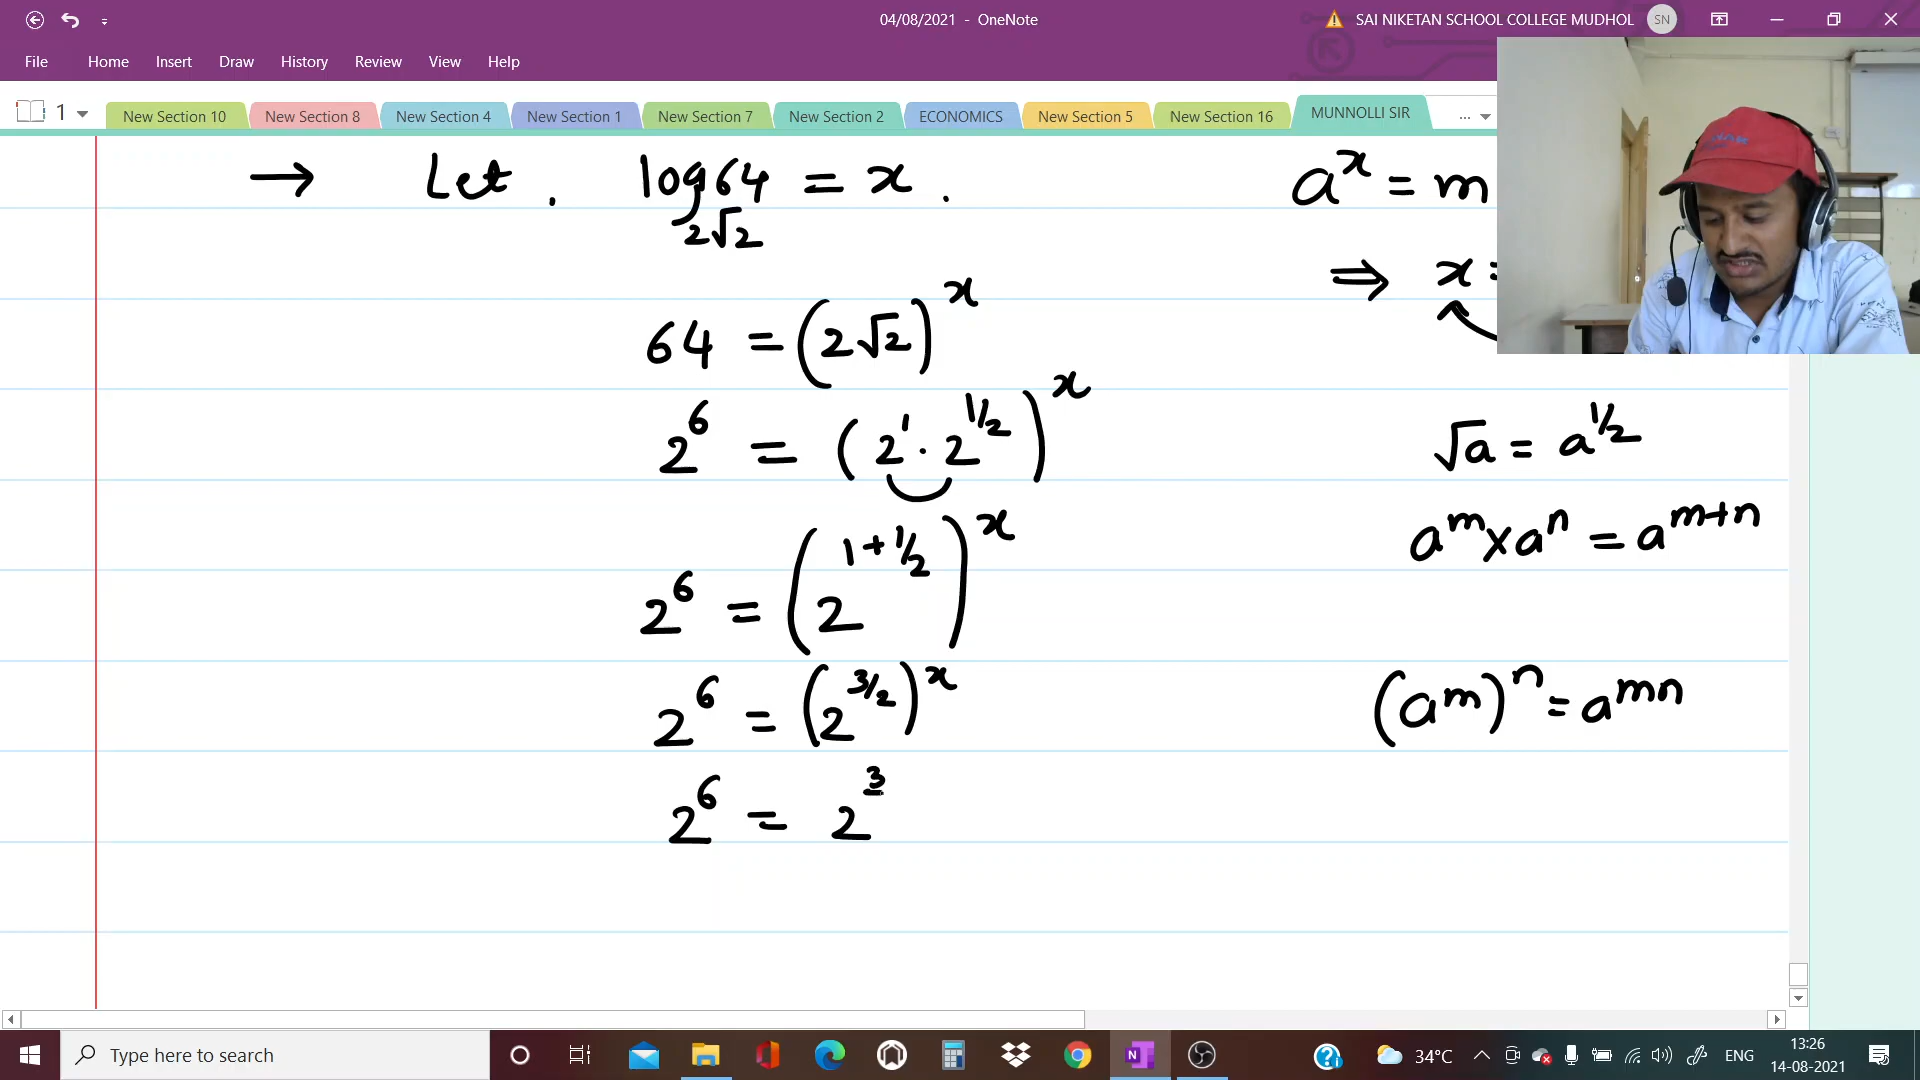 04/08/2021 - OneNote
SAI NIKETAN SCHOOL COLLEGE MUDHOL SN
File Home Insert Draw History Review View Help
1 New Section 10 New Section 8 New Section 4 New Section 1 New Section 7 New Section 2 ECONOMICS New Section 5 New Section 16 MUNNOLLI SIR ...
→ Let . log64 = x .
2√2
64 = (2√2)^x
2^6 = (2^1 · 2^1/2)^x
2^6 = (2^1+1/2)^x
2^6 = (2^3/2)^x
2^6 = 2^3
a^x = m
⇒ x =
√a = a^1/2
a^m × a^n = a^m+n
(a^m)^n = a^mn
Type here to search
34°C ENG 13:26
14-08-2021